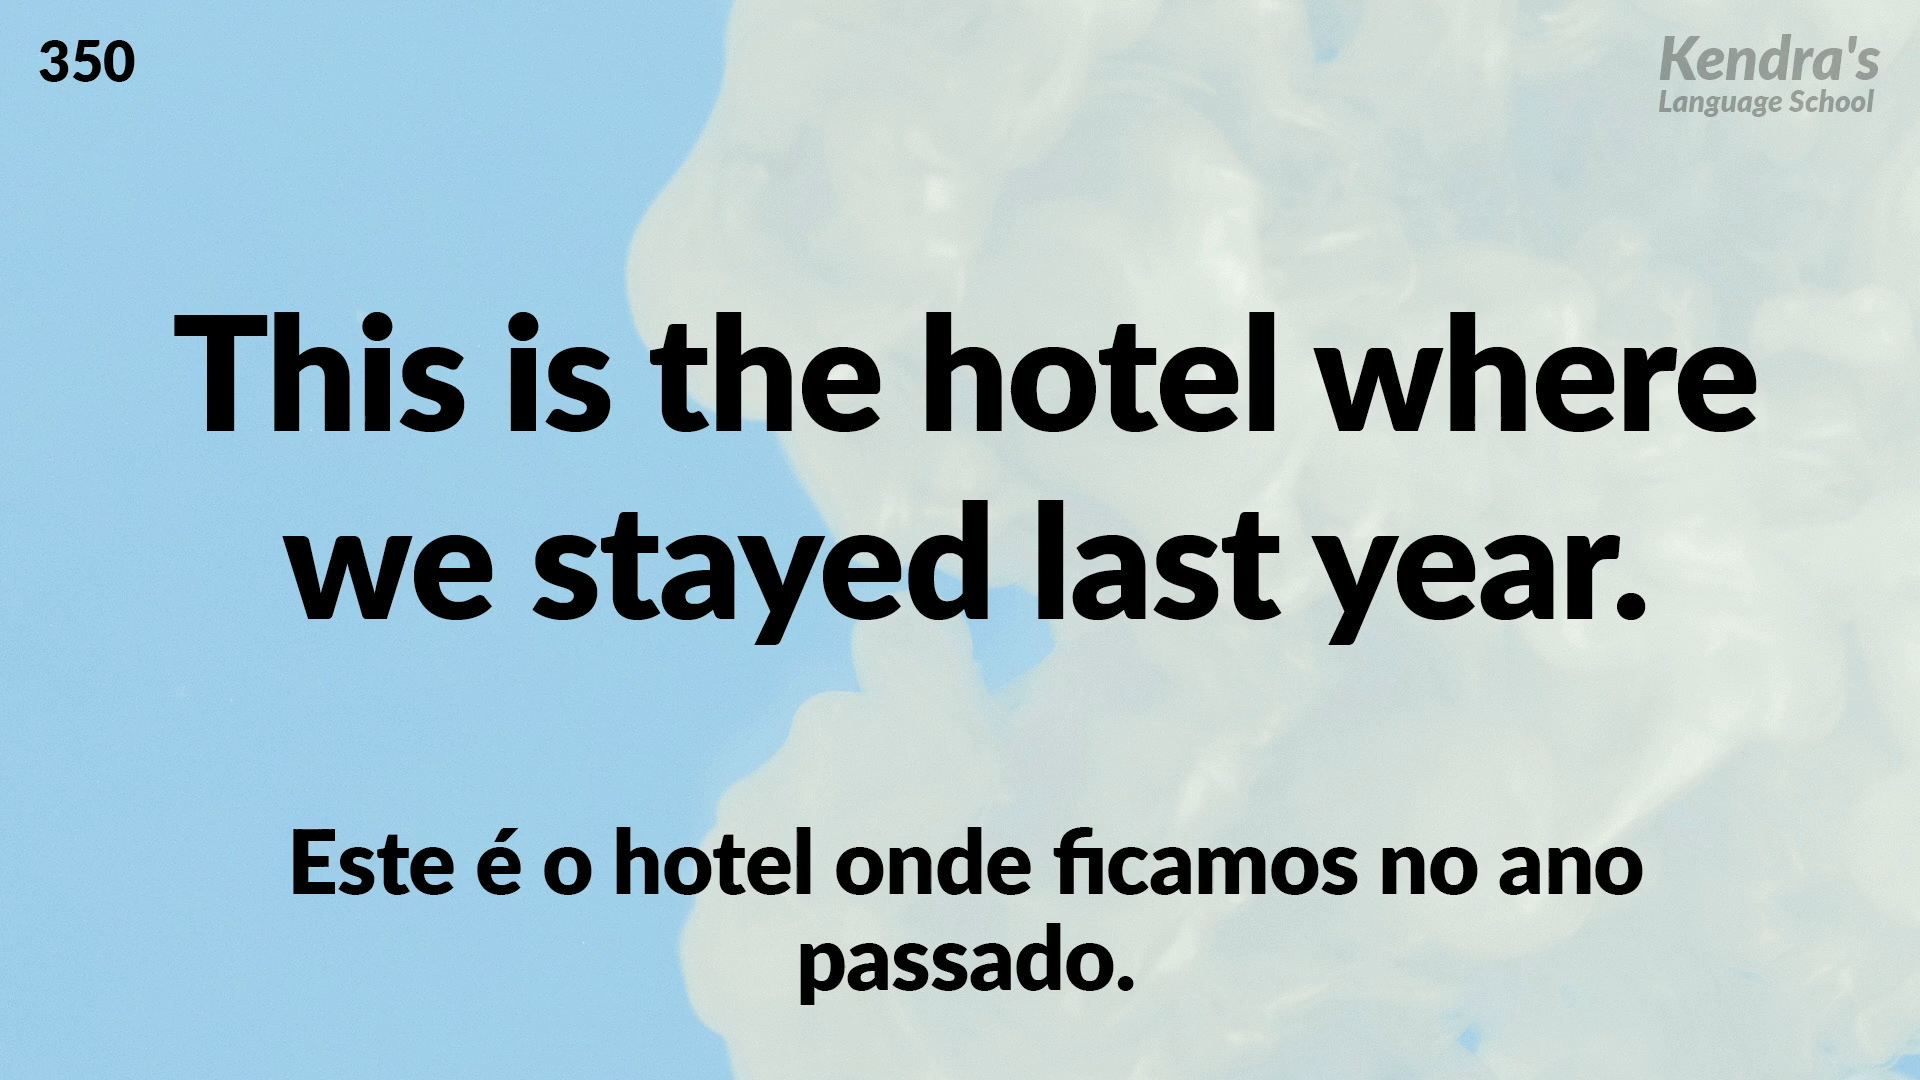 350
Kendra's
Language School
This is the hotel where
we stayed last year.
Este é o hotel onde ficamos no ano
passado.